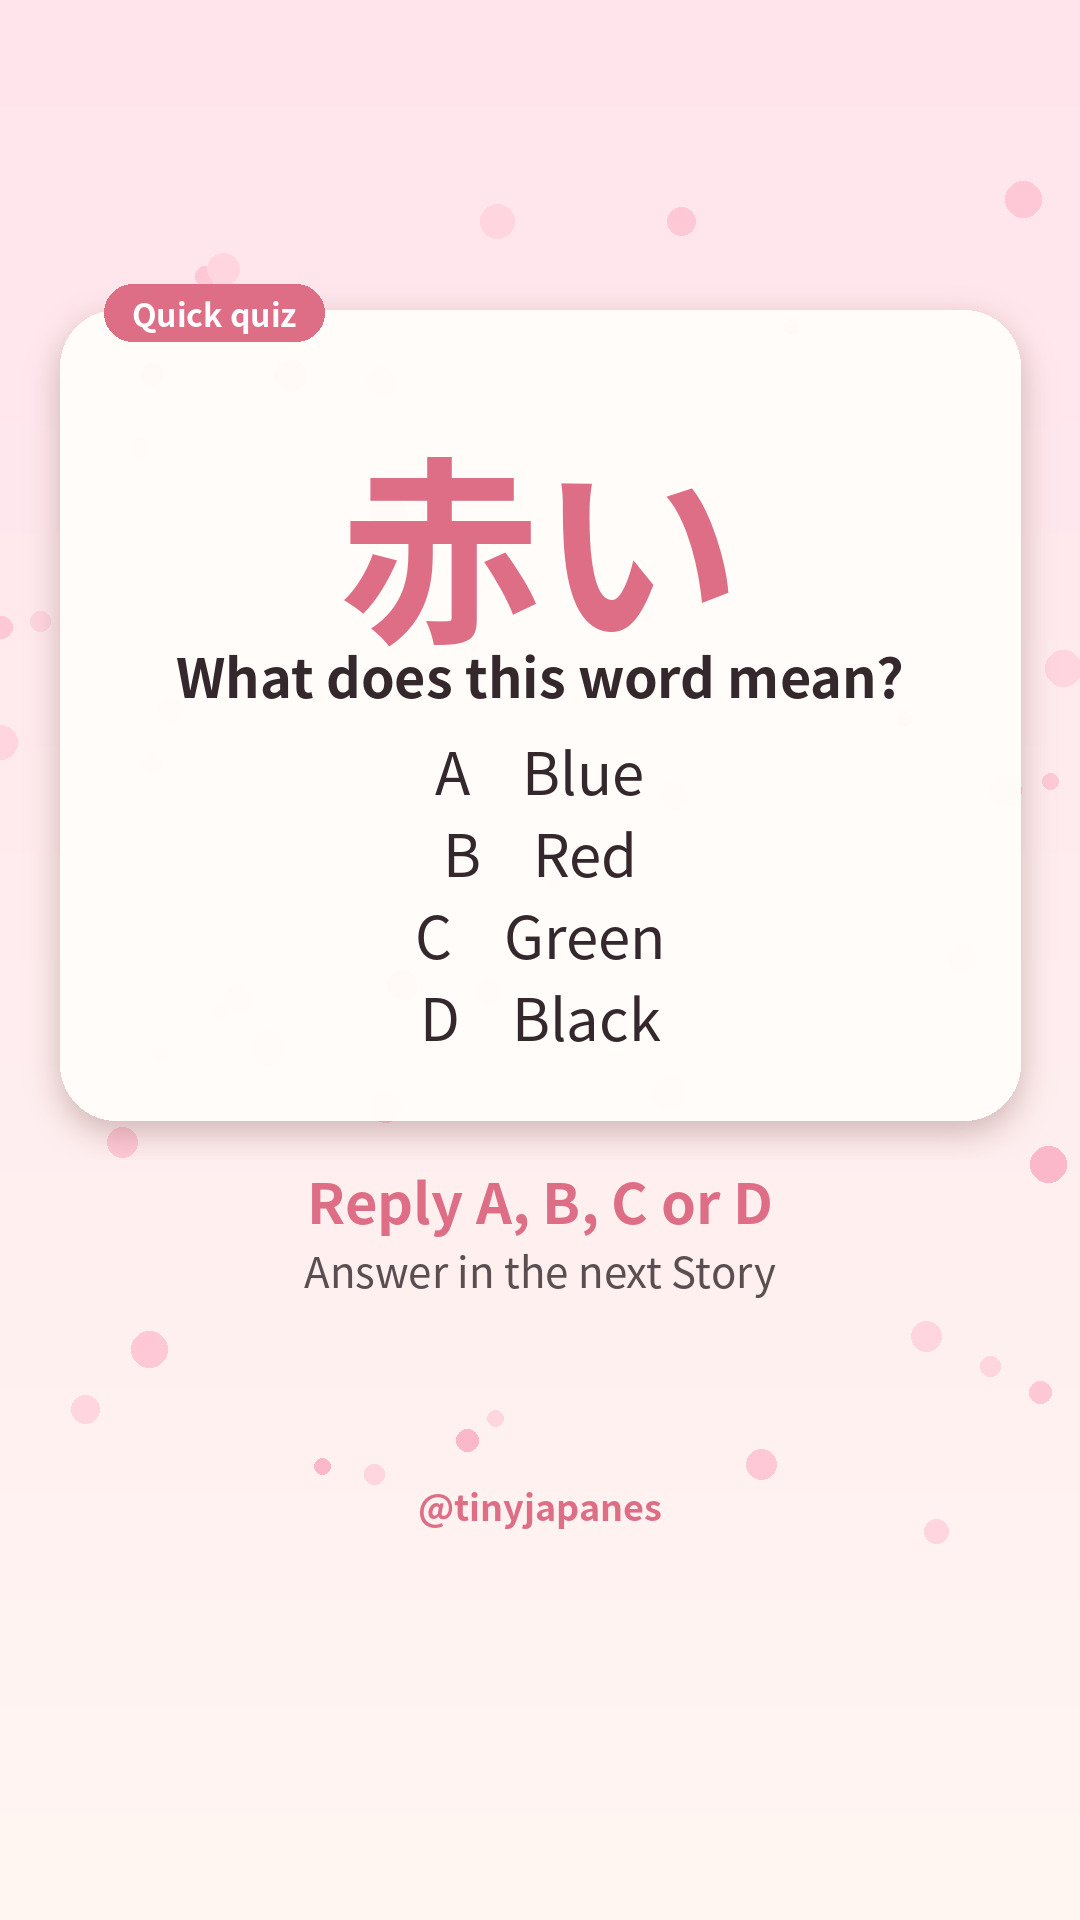 Quick quiz
赤い
What does this word mean?
A Blue
B Red
C Green
D Black
Reply A, B, C or D
Answer in the next Story
@tinyjapanes